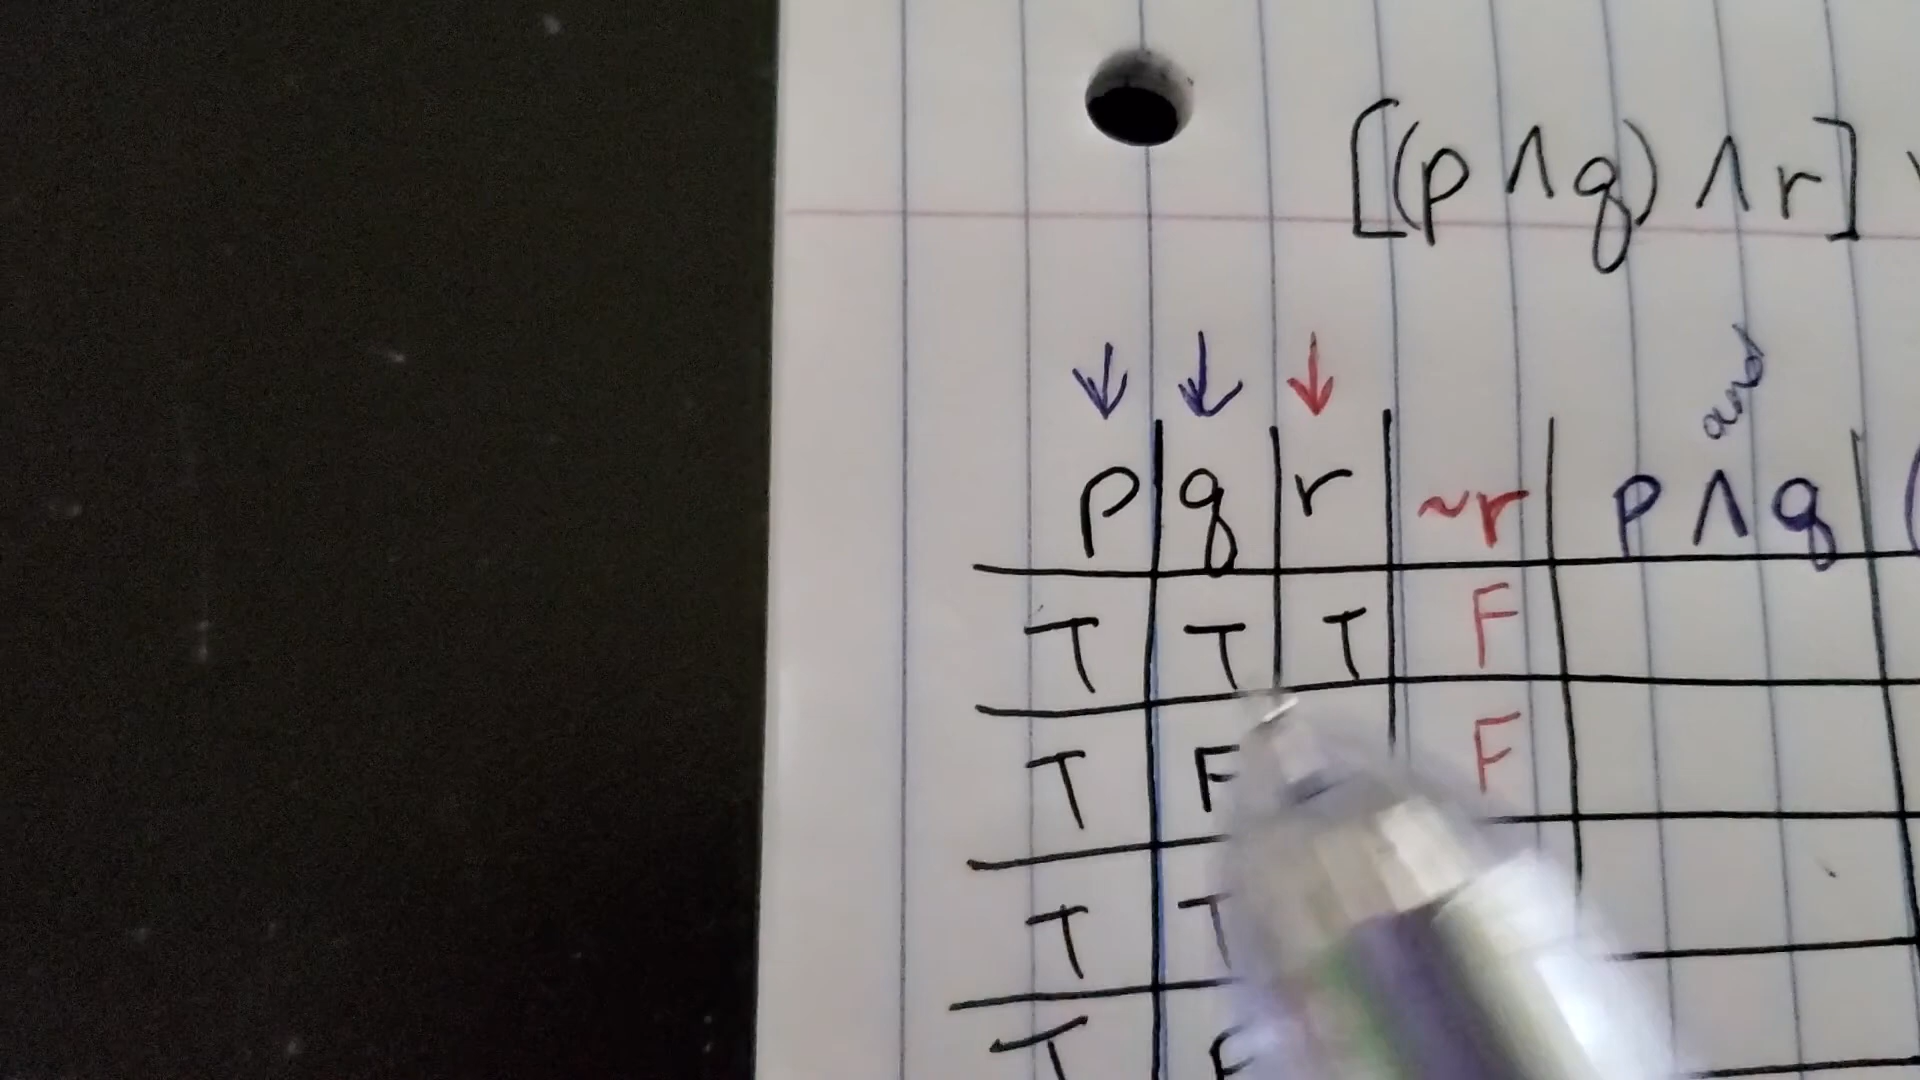 [(p ∧ q) ∧ r]
and
p q r ~r p ∧ q
T T T F
T F F
T T
T